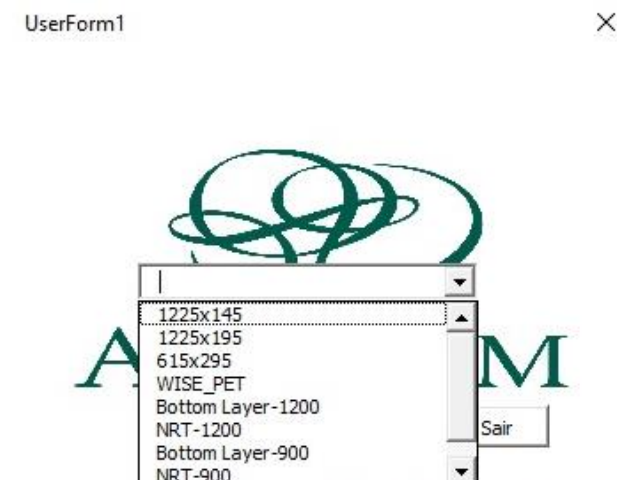 UserForm1
1225x145
1225x195
615x295
WISE_PET
Bottom Layer-1200
NRT-1200
Bottom Layer-900
NRT-900
A M
Sair